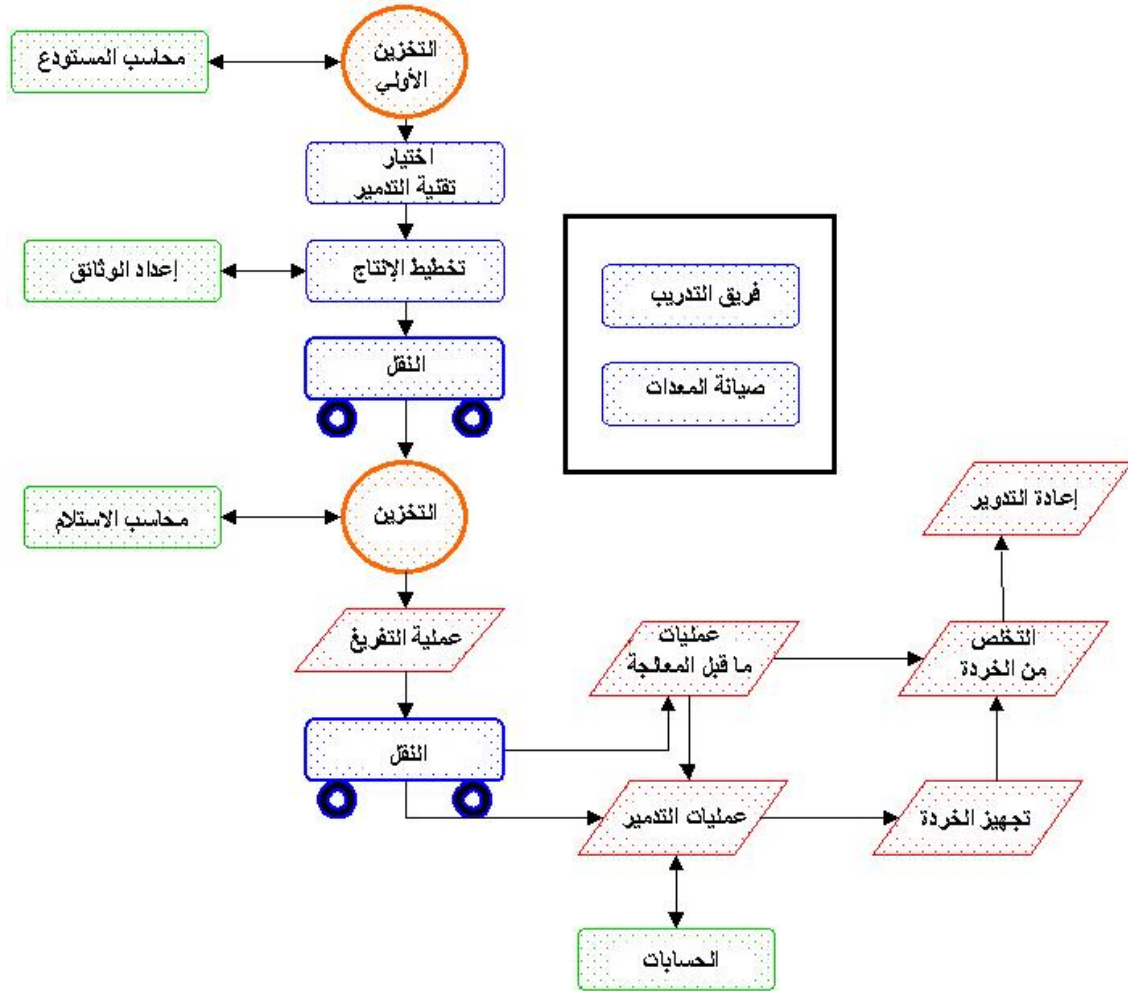 التخزين
الأولي
محاسب المستودع
اختيار
تقنية التدمير
تخطيط الإنتاج
إعداد الوثائق
النقل
فريق التدريب
صيانة المعدات
التخزين
محاسب الاستلام
إعادة التدوير
عملية التفريغ
عمليات
ما قبل المعالجة
التخلص
من الخردة
النقل
عمليات التدمير
تجهيز الخردة
الحسابات